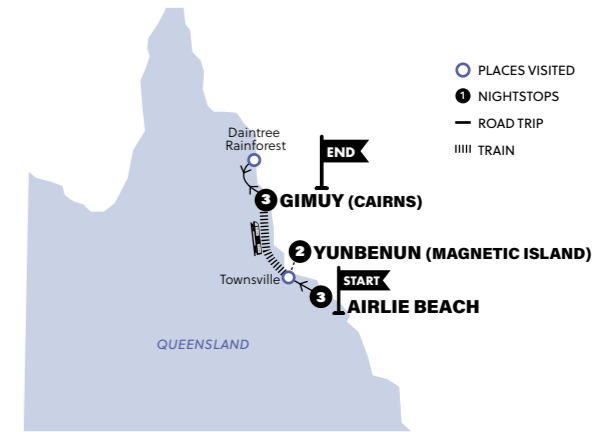 PLACES VISITED
1 NIGHTSTOPS
ROAD TRIP
TRAIN
Daintree
Rainforest
END
3 GIMUY (CAIRNS)
2 YUNBENUN (MAGNETIC ISLAND)
Townsville
START
3 AIRLIE BEACH
QUEENSLAND